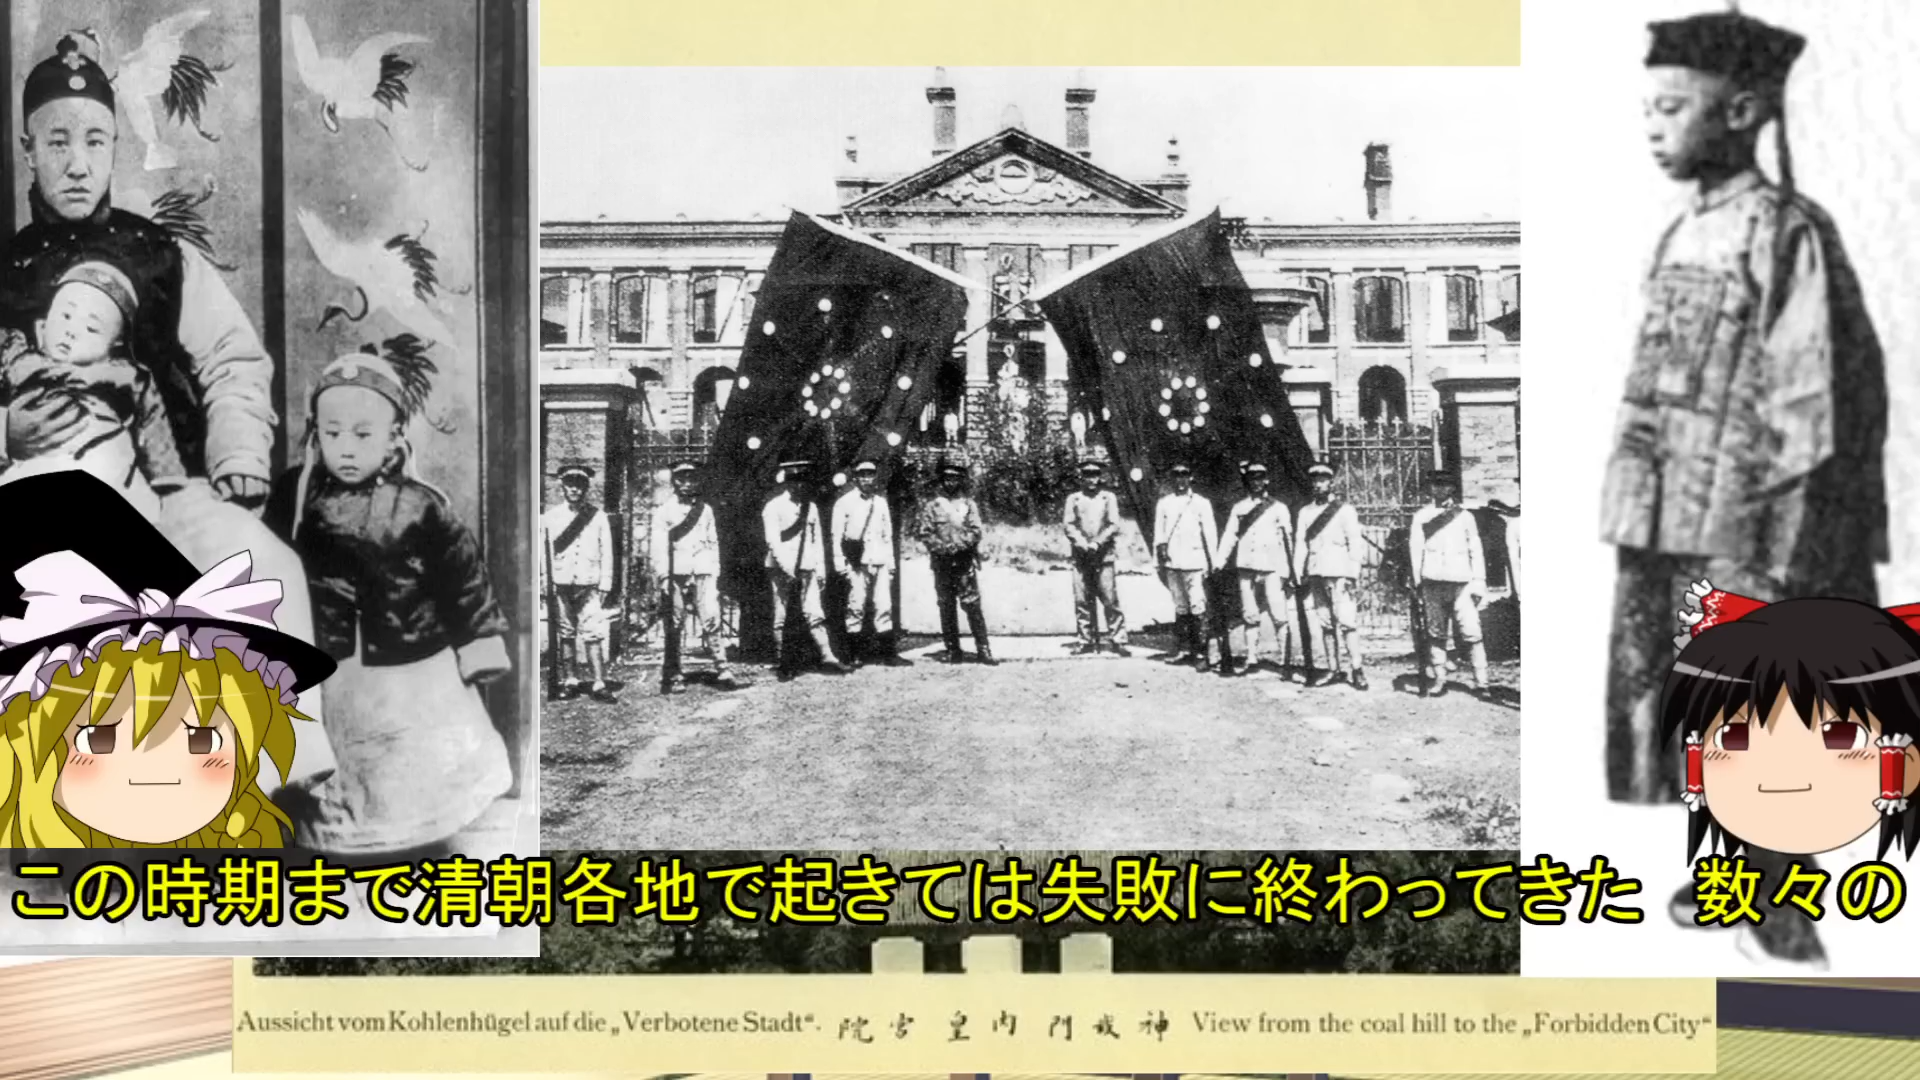 この時期まで清朝各地で起きては失敗に終わってきた 数々の
Aussicht vom Kohlenhügel auf die „Verbotene Stadt“. 院宮皇内門武神 View from the coal hill to the „Forbidden City“